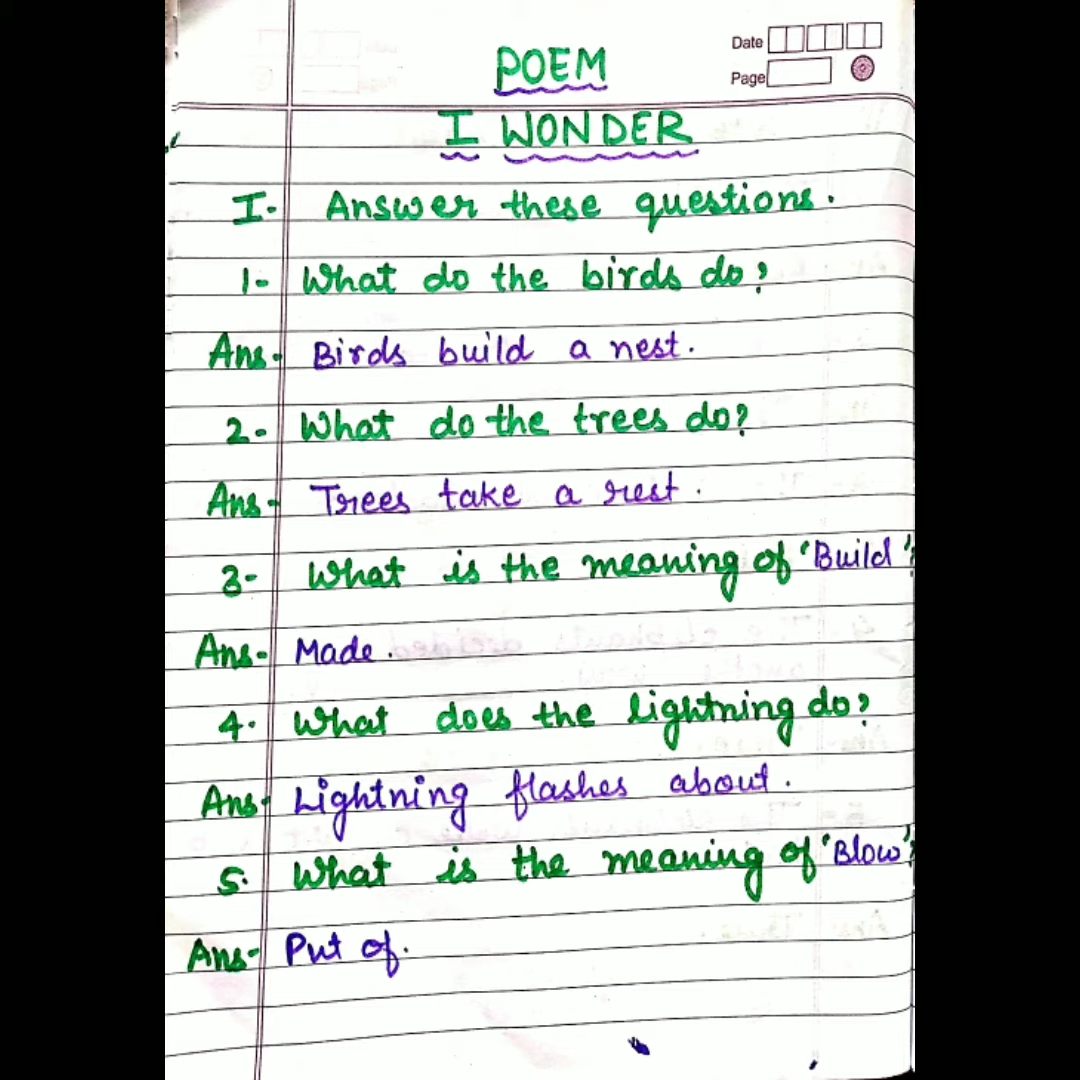 Date
POEM
Page
I WONDER
I- Answer these questions.
1- What do the birds do?
Ans- Birds build a nest.
2- What do the trees do?
Ans- Trees take a rest.
3- What is the meaning of 'Build'?
Ans- Made.
4. What does the lightning do?
Ans- Lightning flashes about.
5. What is the meaning of 'Blow'?
Ans- Put of.